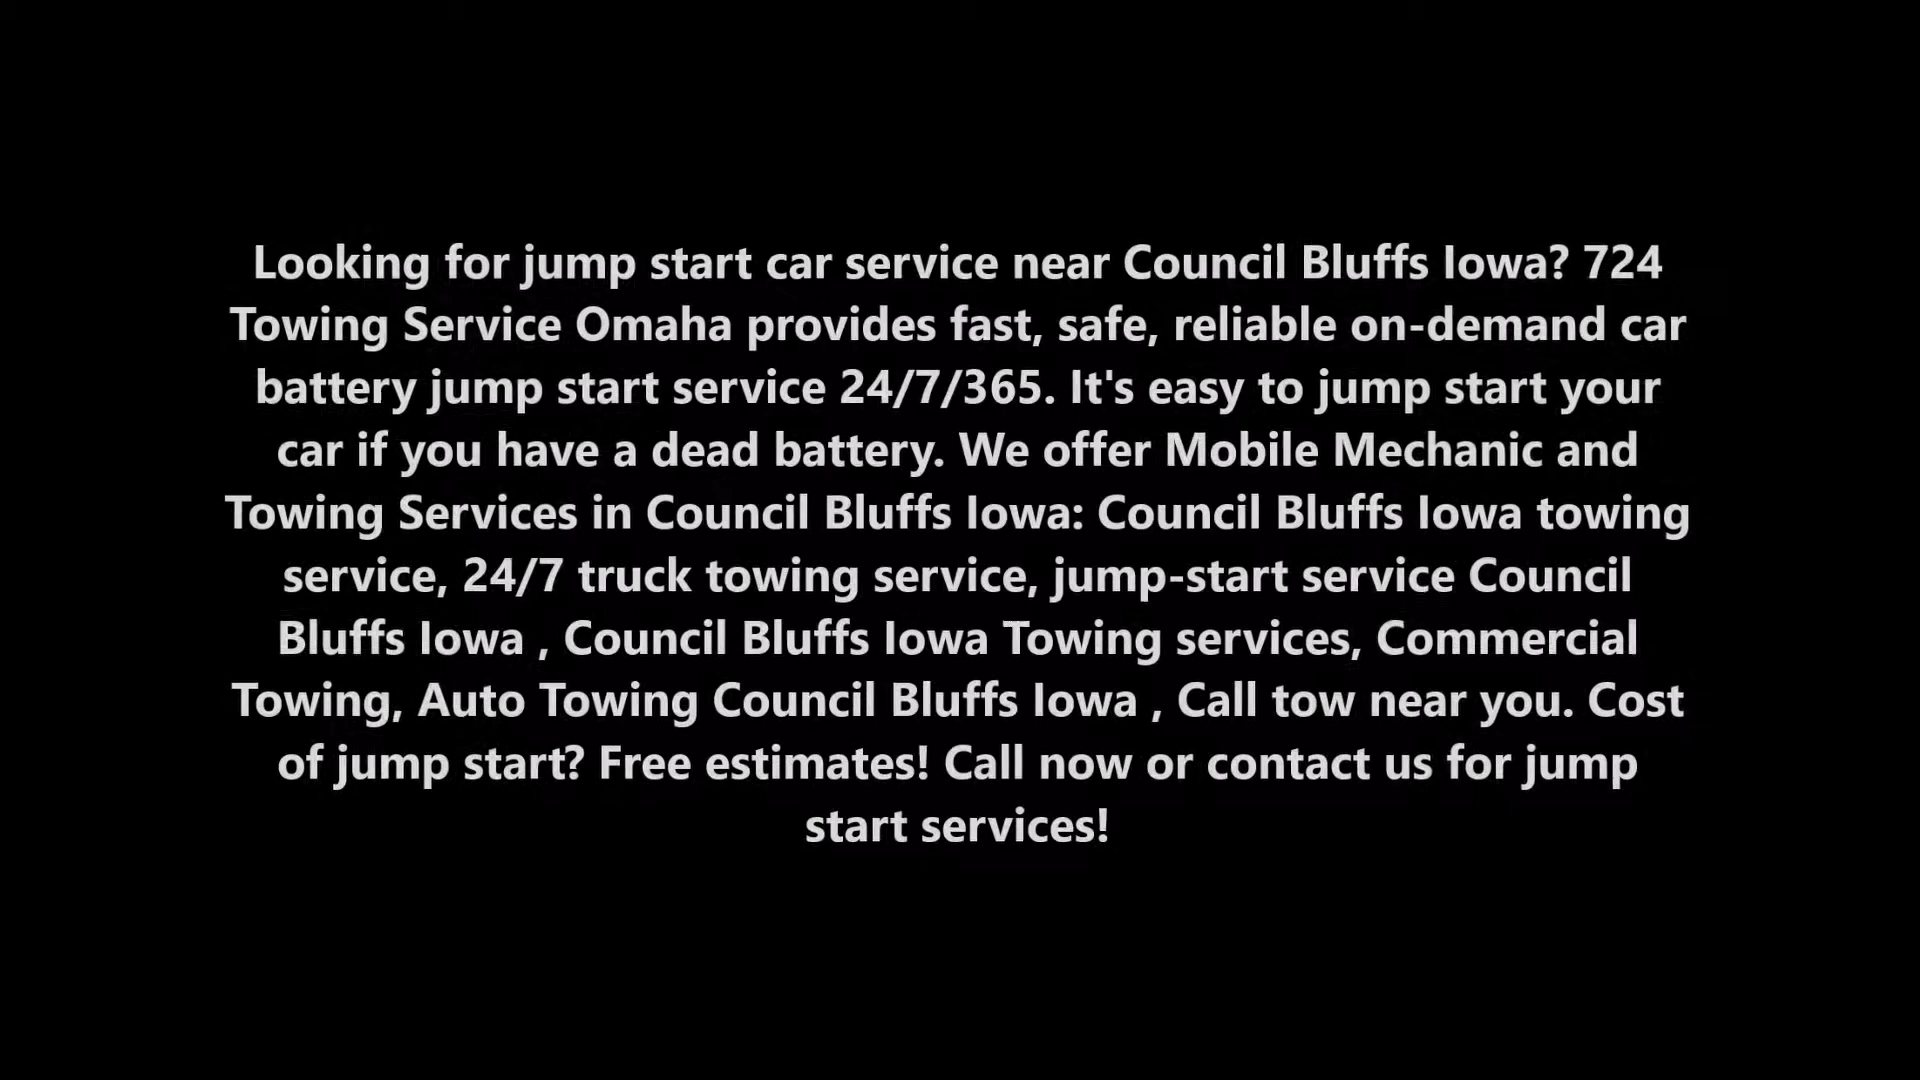 Looking for jump start car service near Council Bluffs Iowa? 724
Towing Service Omaha provides fast, safe, reliable on-demand car
battery jump start service 24/7/365. It's easy to jump start your
car if you have a dead battery. We offer Mobile Mechanic and
Towing Services in Council Bluffs Iowa: Council Bluffs Iowa towing
service, 24/7 truck towing service, jump-start service Council
Bluffs Iowa , Council Bluffs Iowa Towing services, Commercial
Towing, Auto Towing Council Bluffs Iowa , Call tow near you. Cost
of jump start? Free estimates! Call now or contact us for jump
start services!